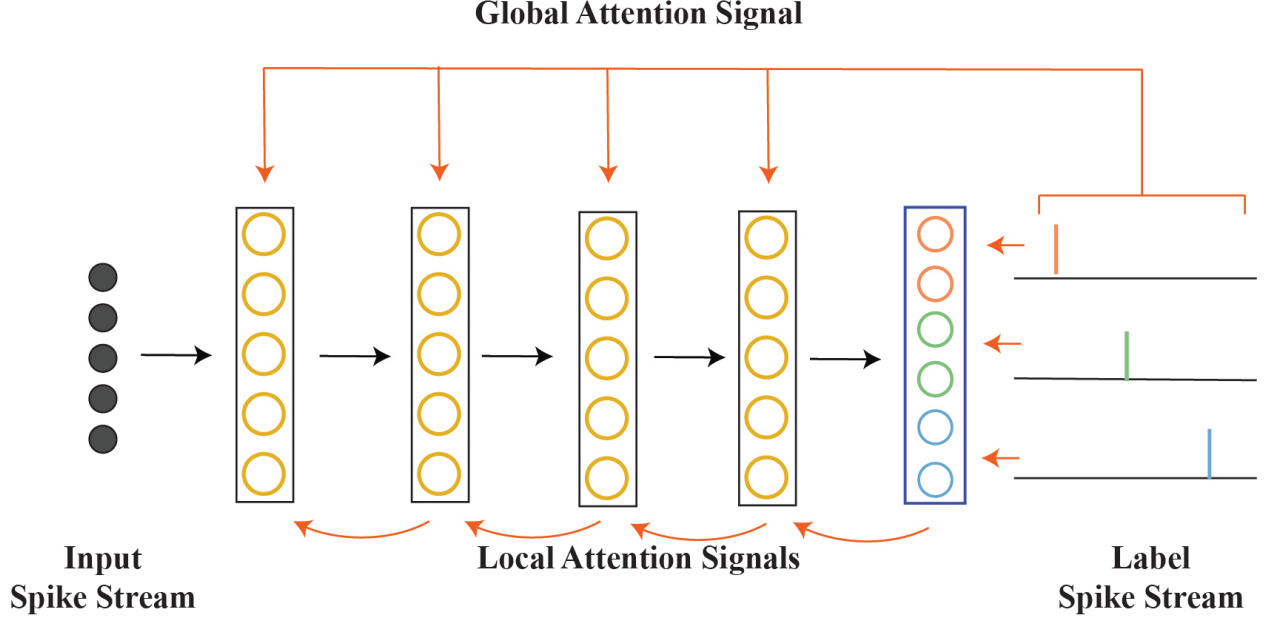 Global Attention Signal
Input
Spike Stream
Local Attention Signals
Label
Spike Stream